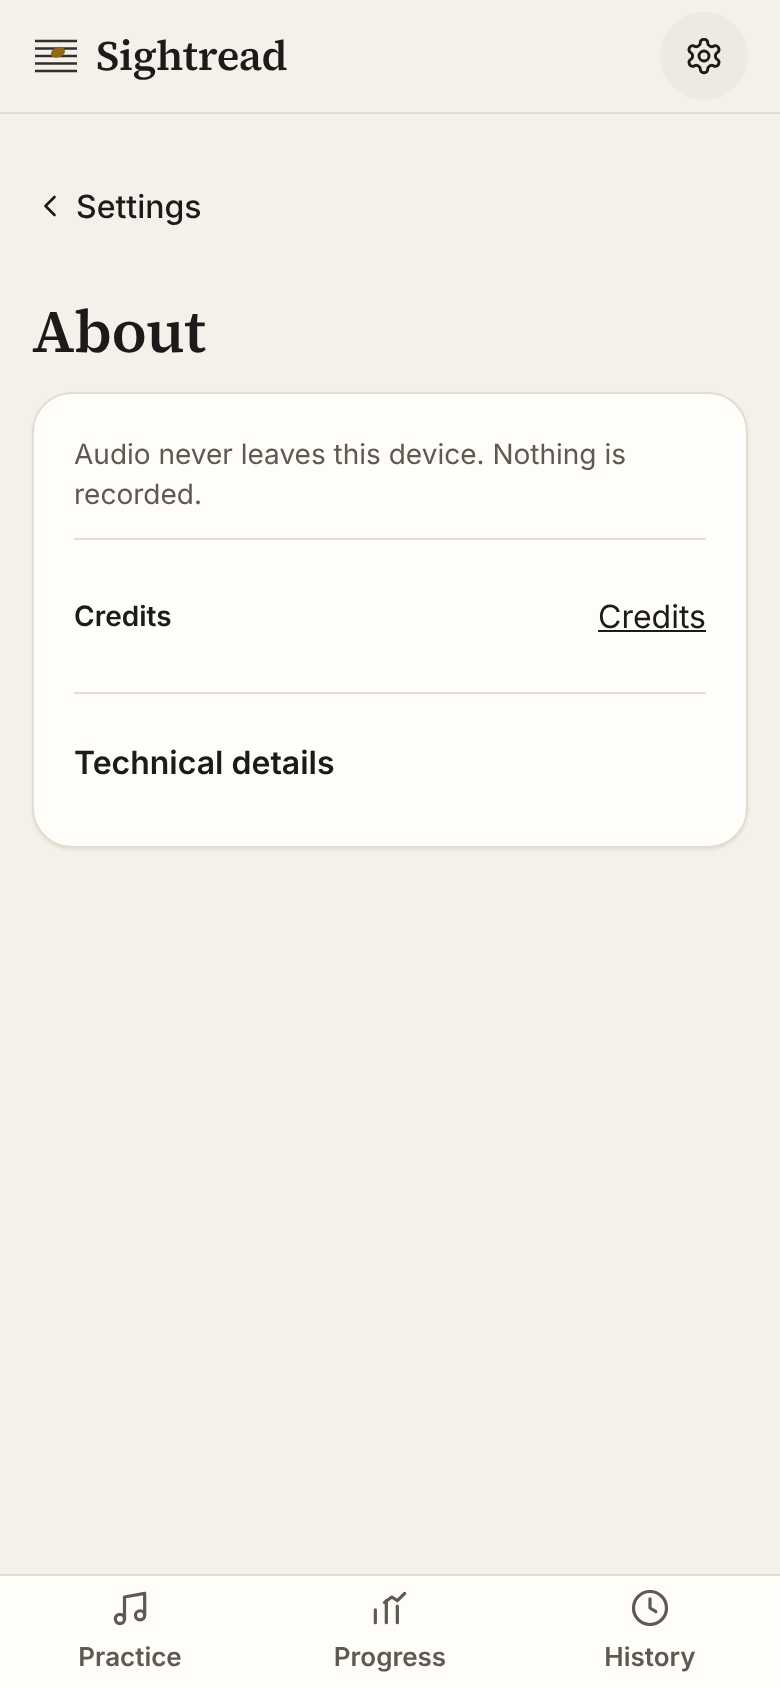 Sightread
Settings
About
Audio never leaves this device. Nothing is
recorded.
Credits Credits
Technical details
Practice Progress History